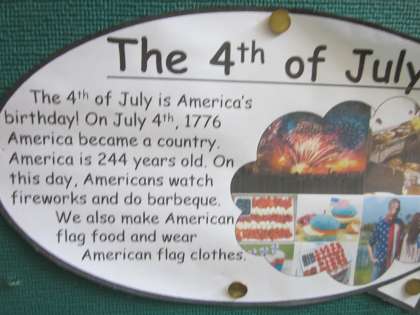 The 4th of July
The 4th of July is America's
birthday! On July 4th, 1776
America became a country.
America is 244 years old. On
this day, Americans watch
fireworks and do barbeque.
We also make American
flag food and wear
American flag clothes.